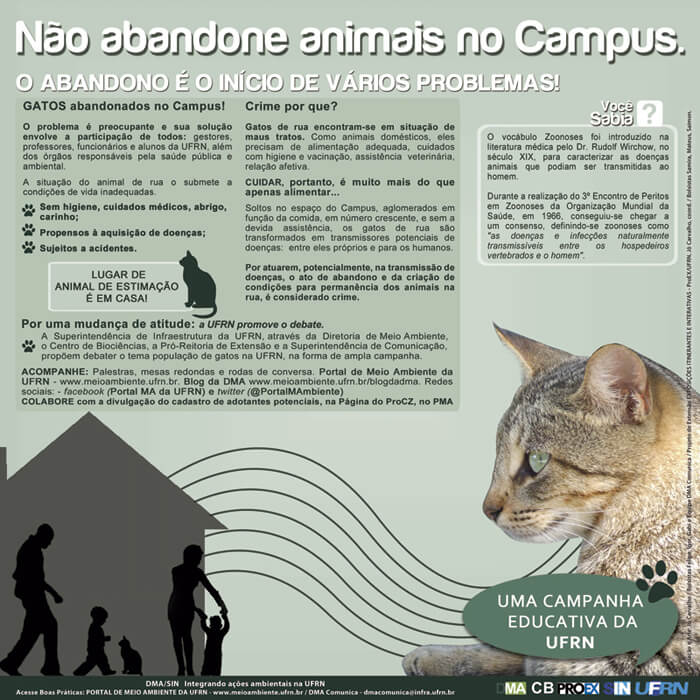 Não abandone animais no Campus.
O ABANDONO É O INÍCIO DE VÁRIOS PROBLEMAS!
GATOS abandonados no Campus!
O problema é preocupante e sua solução
envolve a participação de todos: gestores,
professores, funcionários e alunos da UFRN, além
dos órgãos responsáveis pela saúde pública e
ambiental.
A situação do animal de rua o submete a
condições de vida inadequadas.
Sem higiene, cuidados médicos, abrigo,
carinho;
Propensos à aquisição de doenças;
Sujeitos a acidentes.
LUGAR DE
ANIMAL DE ESTIMAÇÃO
É EM CASA!
Crime por que?
Gatos de rua encontram-se em situação de
maus tratos. Como animais domésticos, eles
precisam de alimentação adequada, cuidados
com higiene e vacinação, assistência veterinária,
relação afetiva.
CUIDAR, portanto, é muito mais do que
apenas alimentar...
Soltos no espaço do Campus, aglomerados em
função da comida, em número crescente, e sem a
devida assistência, os gatos de rua são
transformados em transmissores potenciais de
doenças: entre eles próprios e para os humanos.
Por atuarem, potencialmente, na transmissão de
doenças, o ato de abandono e da criação de
condições para permanência dos animais na
rua, é considerado crime.
Você
Sabia ?
O vocábulo Zoonoses foi introduzido na
literatura médica pelo Dr. Rudolf Wirchow, no
século XIX, para caracterizar as doenças
animais que podiam ser transmitidas ao
homem.
Durante a realização do 3º Encontro de Peritos
em Zoonoses da Organização Mundial da
Saúde, em 1966, conseguiu-se chegar a
um consenso, definindo-se zoonoses como
"as doenças e infecções naturalmente
transmissíveis entre os hospedeiros
vertebrados e o homem".
Por uma mudança de atitude: a UFRN promove o debate.
A Superintendência de Infraestrutura da UFRN, através da Diretoria de Meio Ambiente,
o Centro de Biociências, a Pró-Reitoria de Extensão e a Superintendência de Comunicação,
propõem debater o tema população de gatos na UFRN, na forma de ampla campanha.
ACOMPANHE: Palestras, mesas redondas e rodas de conversa. Portal de Meio Ambiente da
UFRN - www.meioambiente.ufrn.br. Blog da DMA www.meioambiente.ufrn.br/blogdadma. Redes
sociais: - facebook (Portal MA da UFRN) e twitter (@PortalMAmbiente)
COLABORE com a divulgação do cadastro de adotantes potenciais, na Página do ProCZ, no PMA
UMA CAMPANHA
EDUCATIVA DA
UFRN
DMA/SIN Integrando ações ambientais na UFRN
Acesse Boas Práticas: PORTAL DE MEIO AMBIENTE DA UFRN - www.meioambiente.ufrn.br / DMA Comunica - dmacomunica@infra.ufrn.br
DMA CB PROEX SIN UFRN